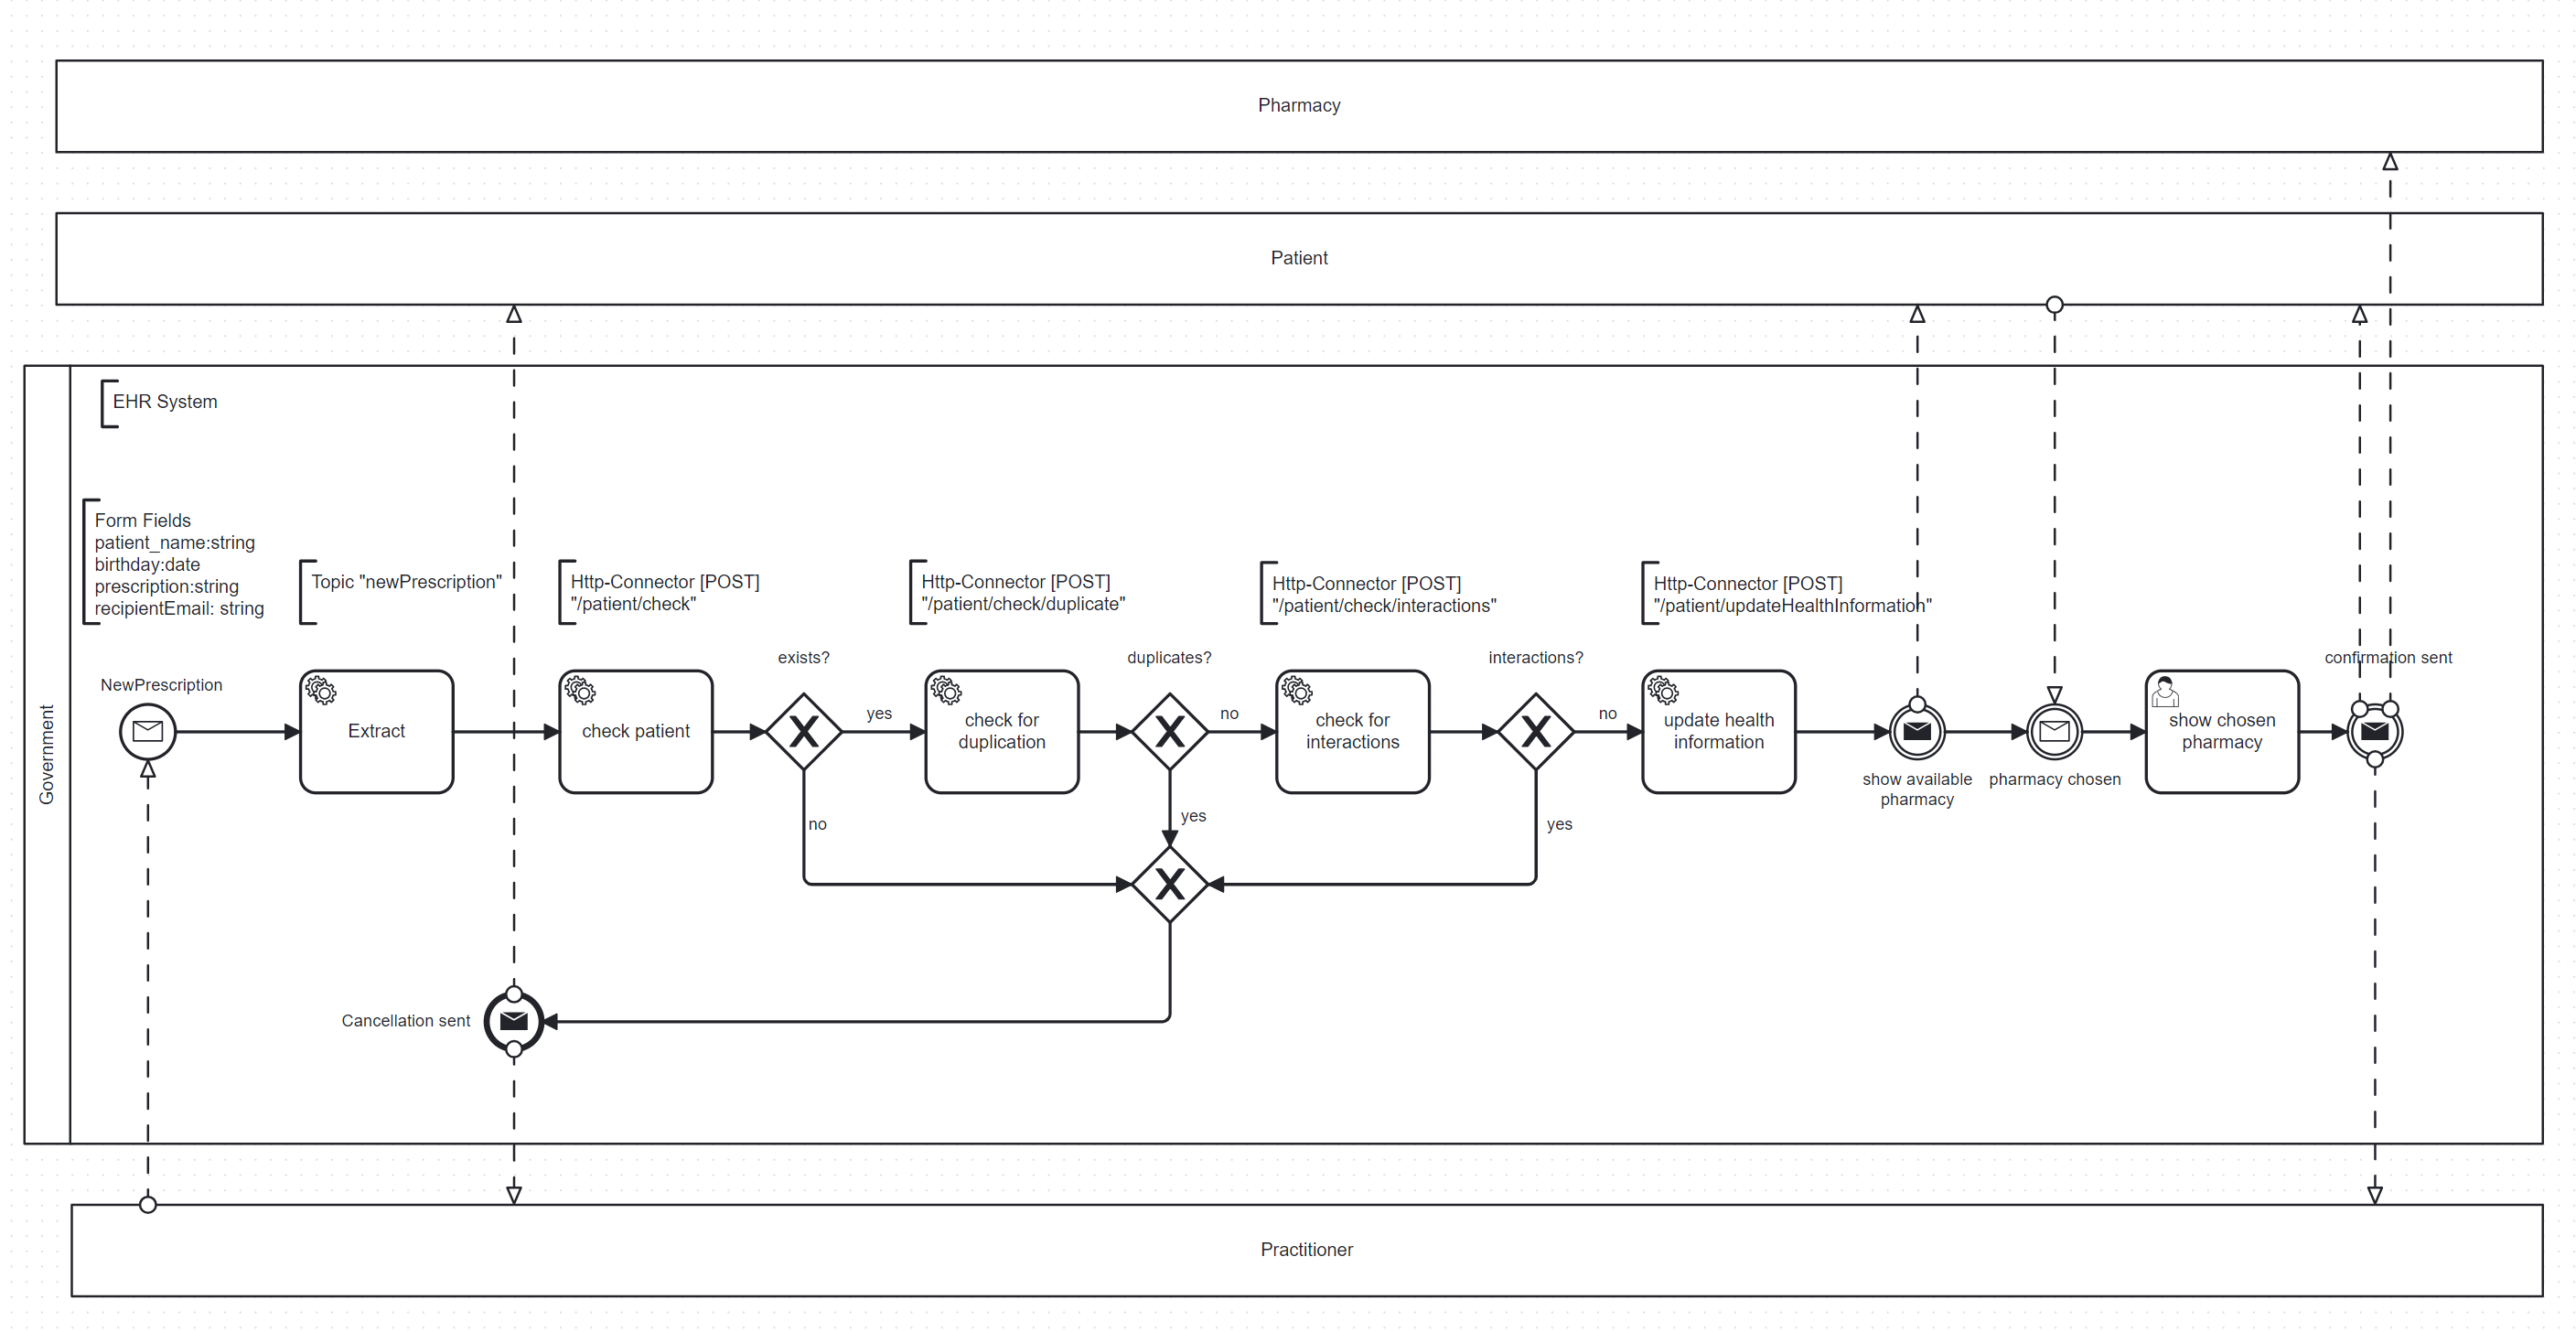 Pharmacy
Patient
Government
EHR System
Form Fields
patient_name:string
birthday:date
prescription:string
recipientEmail: string
Topic "newPrescription"
Http-Connector [POST]
"/patient/check"
Http-Connector [POST]
"/patient/check/duplicate"
Http-Connector [POST]
"/patient/check/interactions"
Http-Connector [POST]
"/patient/updateHealthInformation"
NewPrescription
Extract
check patient
exists?
yes
no
check for
duplication
duplicates?
no
yes
check for
interactions
interactions?
no
yes
update health
information
show available
pharmacy
pharmacy chosen
show chosen
pharmacy
confirmation sent
Cancellation sent
Practitioner